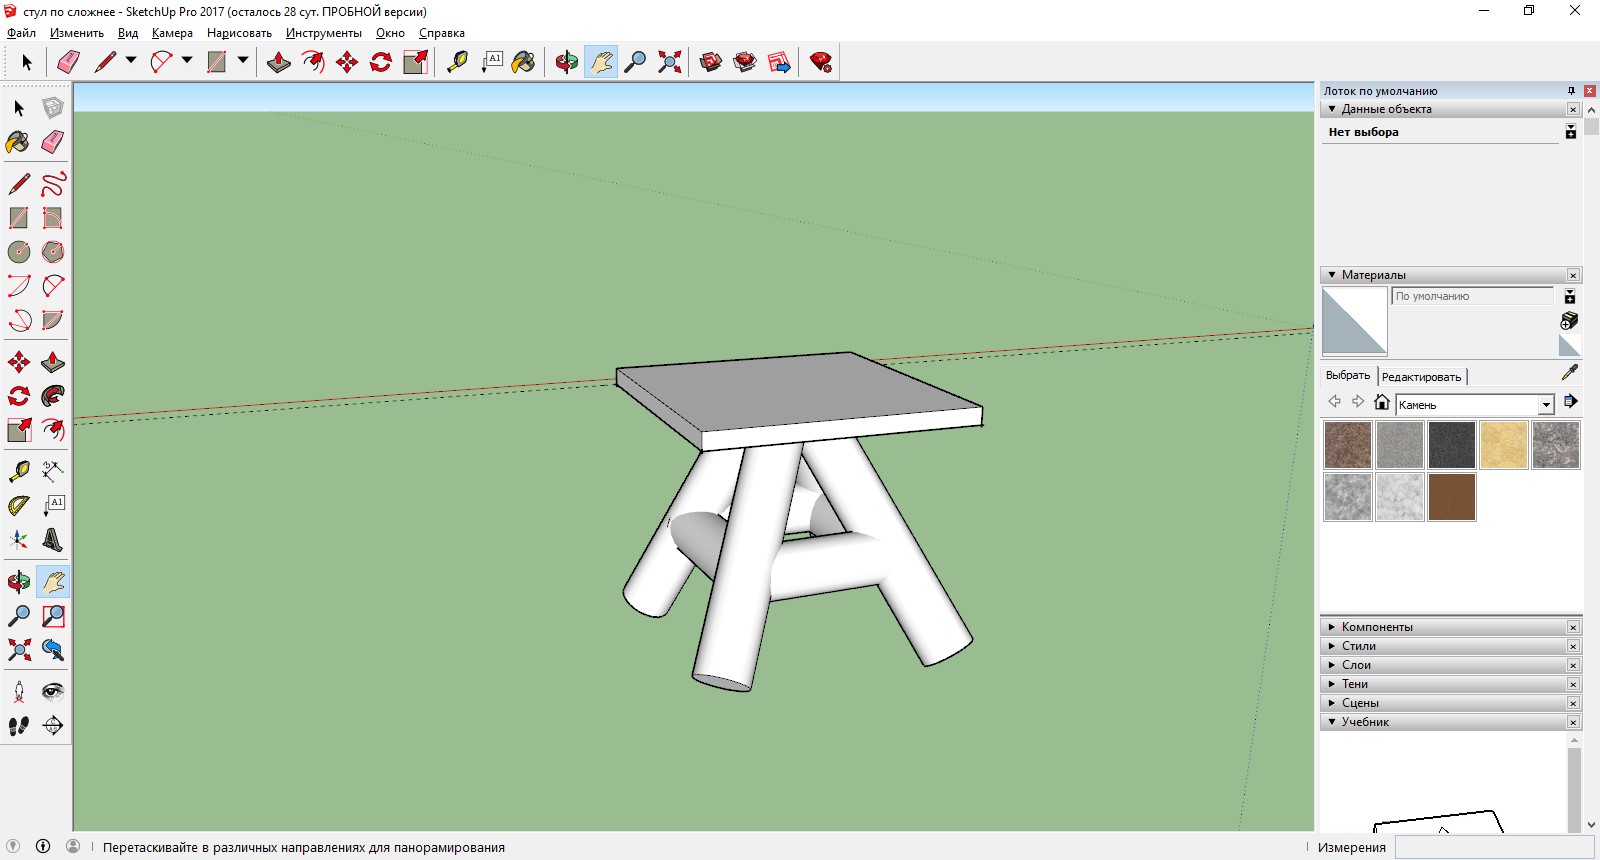 стул по сложнее - SketchUp Pro 2017 (осталось 28 сут. ПРОБНОЙ версии)
Файл Изменить Вид Камера Нарисовать Инструменты Окно Справка
A1
Лоток по умолчанию
Данные объекта
Нет выбора
Материалы
По умолчанию
Выбрать Редактировать
Камень
A1
Компоненты
Стили
Слои
Тени
Сцены
Учебник
Перетаскивайте в различных направлениях для панорамирования
Измерения